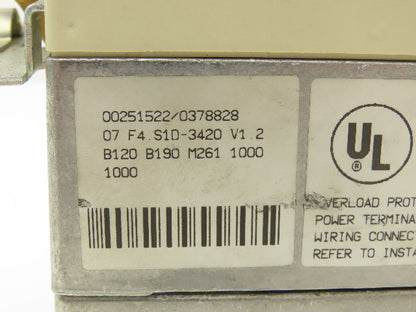 00251522/0378828
07 F4.S1D-3420 V1.2
B120 B190 M261 1000
1000
UL
®
OVERLOAD PROT
POWER TERMINA
WIRING CONNECT
REFER TO INSTA